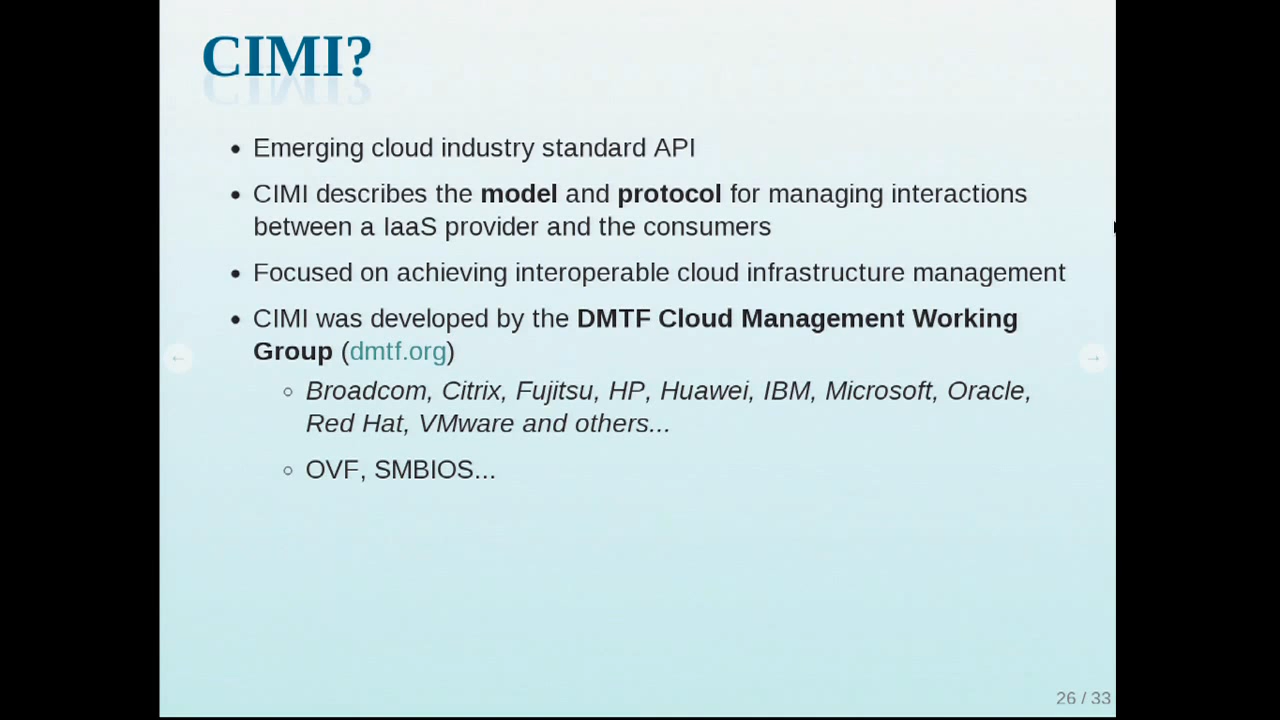 CIMI?
• Emerging cloud industry standard API
• CIMI describes the model and protocol for managing interactions
between a IaaS provider and the consumers
• Focused on achieving interoperable cloud infrastructure management
• CIMI was developed by the DMTF Cloud Management Working
Group (dmtf.org)
◦ Broadcom, Citrix, Fujitsu, HP, Huawei, IBM, Microsoft, Oracle,
Red Hat, VMware and others...
◦ OVF, SMBIOS...
← →
26 / 33